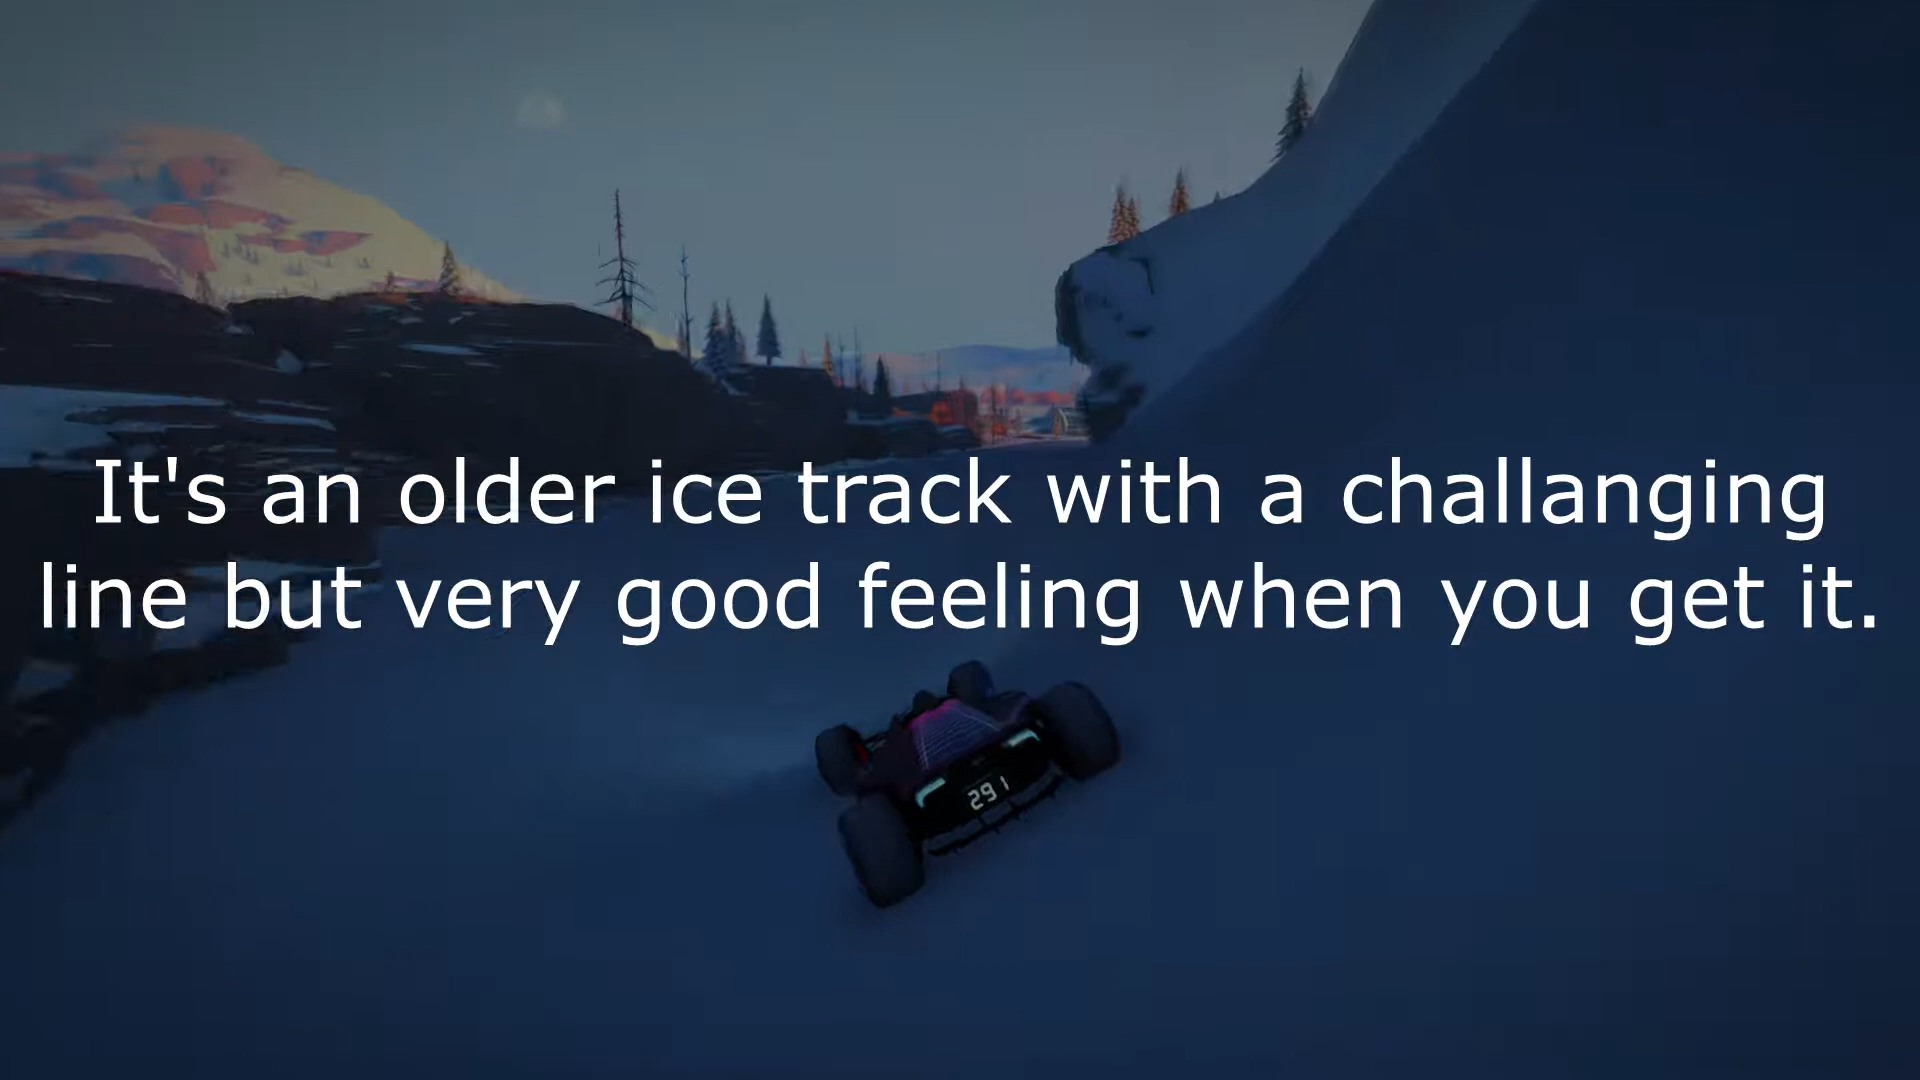 It's an older ice track with a challanging
line but very good feeling when you get it.
291